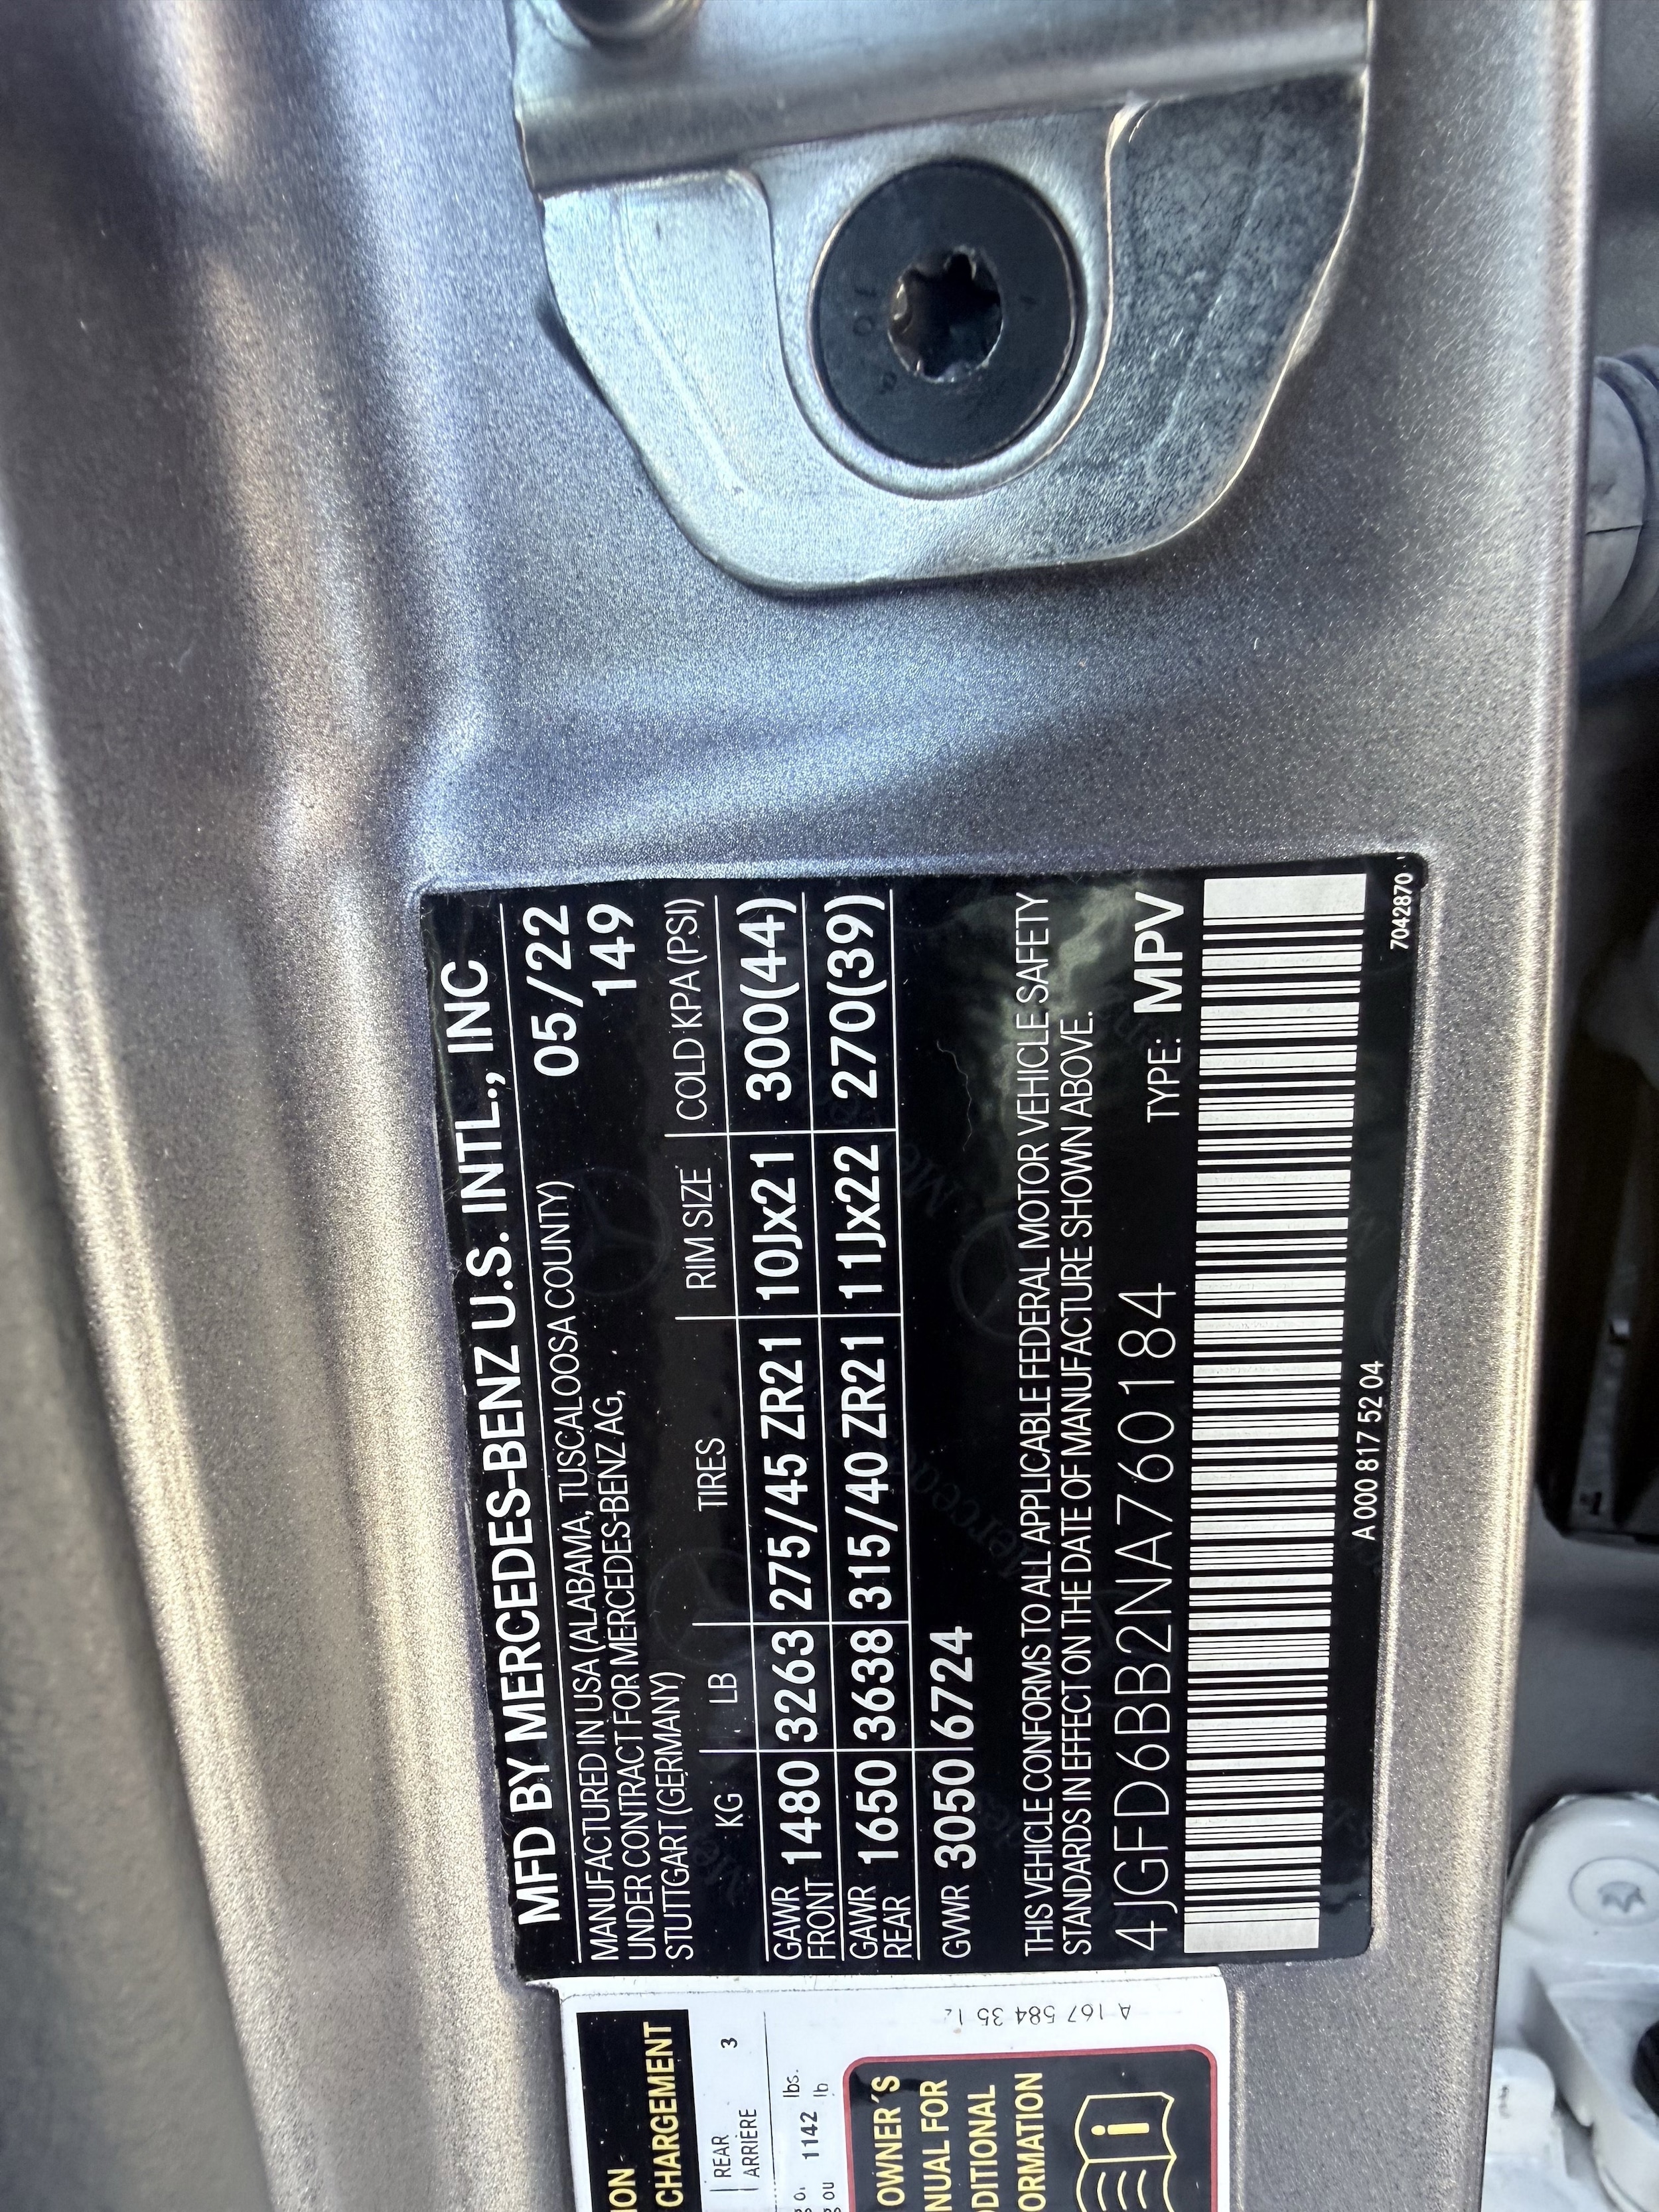 MFD BY MERCEDES-BENZ U.S. INTL., INC
MANUFACTURED IN USA (ALABAMA, TUSCALOOSA COUNTY) 05/22
UNDER CONTRACT FOR MERCEDES-BENZ AG, 149
STUTTGART (GERMANY)
KG LB TIRES RIM SIZE COLD KPA (PSI)
GAWR FRONT 1480 3263 275/45 ZR21 10Jx21 300(44)
GAWR REAR 1650 3638 315/40 ZR21 11Jx22 270(39)
GVWR 3050 6724
THIS VEHICLE CONFORMS TO ALL APPLICABLE FEDERAL MOTOR VEHICLE SAFETY
STANDARDS IN EFFECT ON THE DATE OF MANUFACTURE SHOWN ABOVE.
4JGFD6BB2NA760184 TYPE: MPV
A 000 817 52 04 7042870
ION
CHARGEMENT
REAR 3
ARRIÈRE
1142 lbs.
ou lb
A 167 584 35
OWNER'S
NUAL FOR
DITIONAL
ORMATION
i